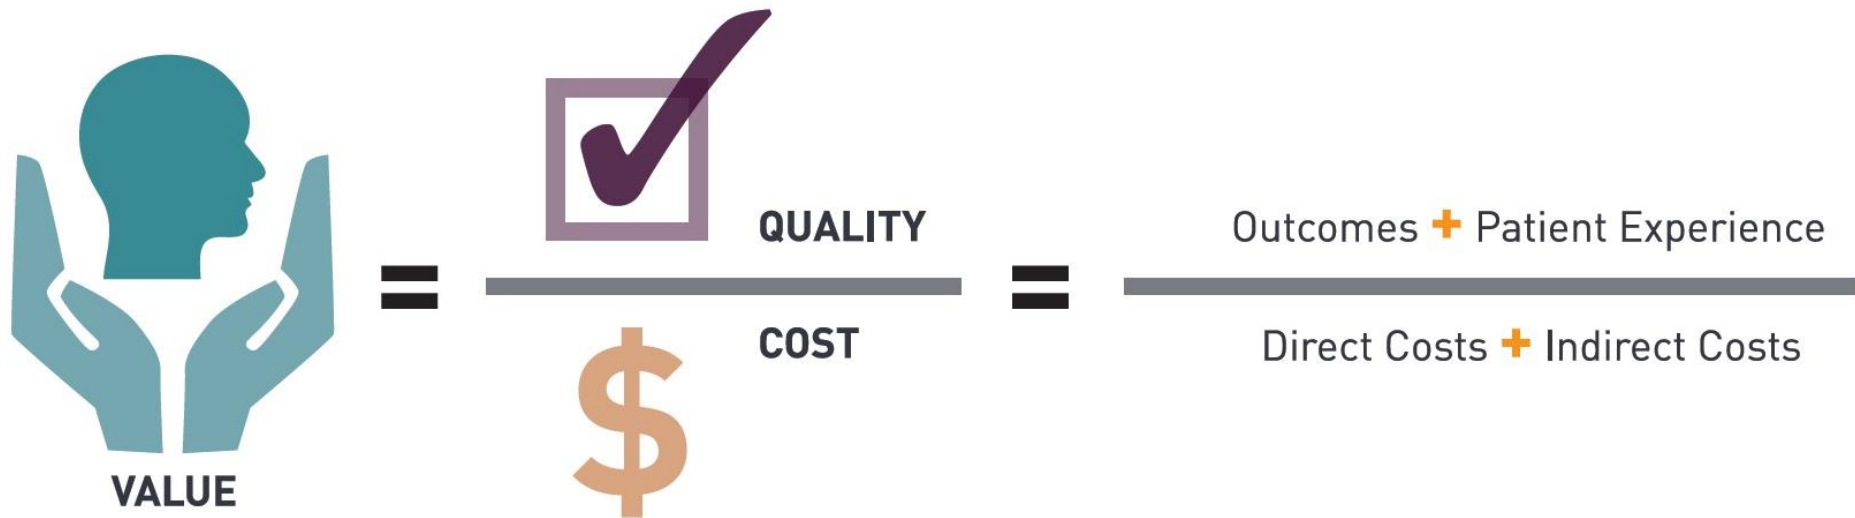 VALUE
=
QUALITY
COST
$
=
Outcomes + Patient Experience
Direct Costs + Indirect Costs